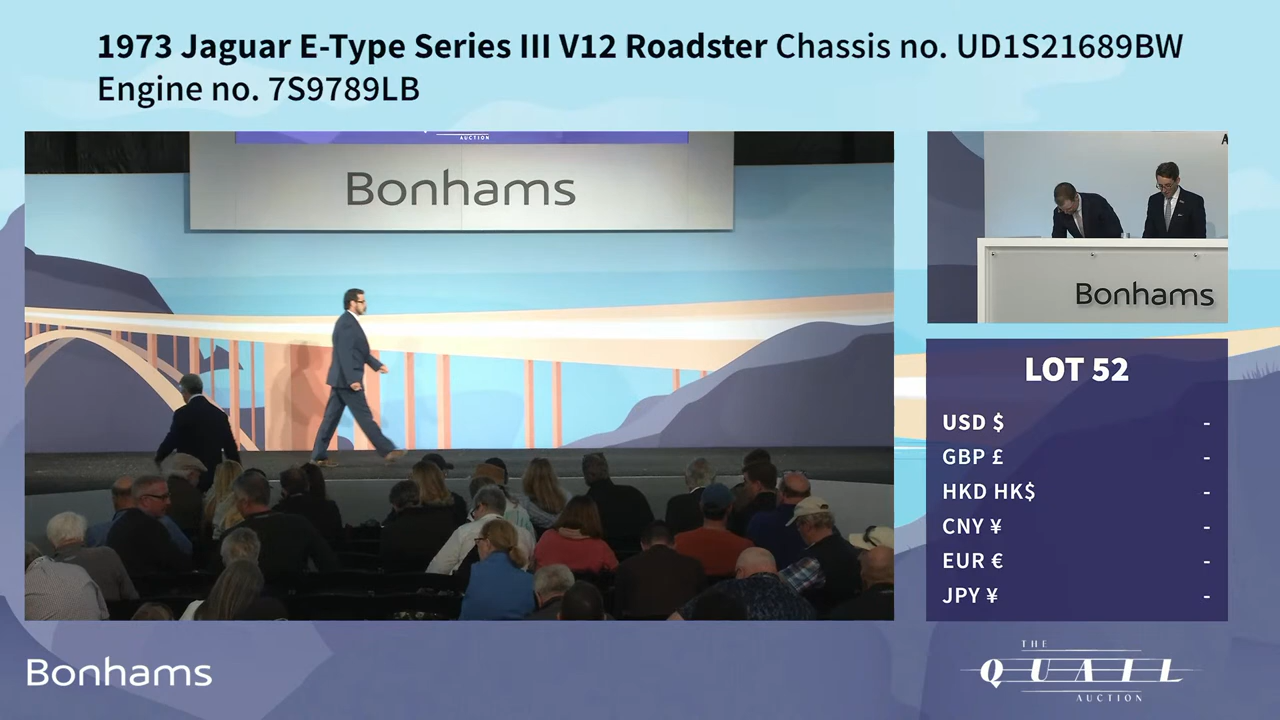 1973 Jaguar E-Type Series III V12 Roadster Chassis no. UD1S21689BW
Engine no. 7S9789LB
AUCTION
Bonhams
A
Bonhams
LOT 52
USD $ -
GBP £ -
HKD HK$ -
CNY ¥ -
EUR € -
JPY ¥ -
Bonhams
THE
QUAIL
AUCTION